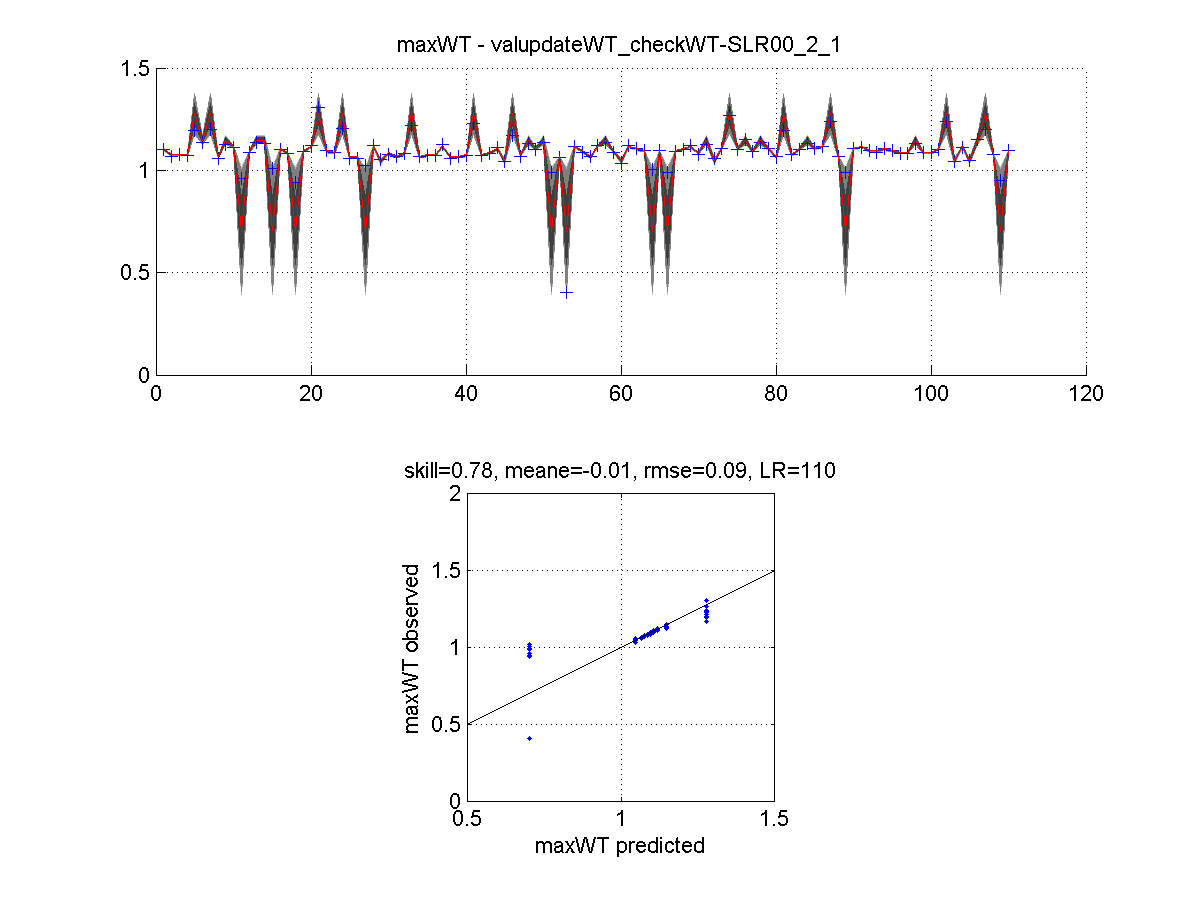 maxWT - valupdateWT_checkWT-SLR00_2_1
1.5
1
0.5
0
0 20 40 60 80 100 120
skill=0.78, meane=-0.01, rmse=0.09, LR=110
2
1.5
1
0.5
0
maxWT observed
0.5 1 1.5
maxWT predicted